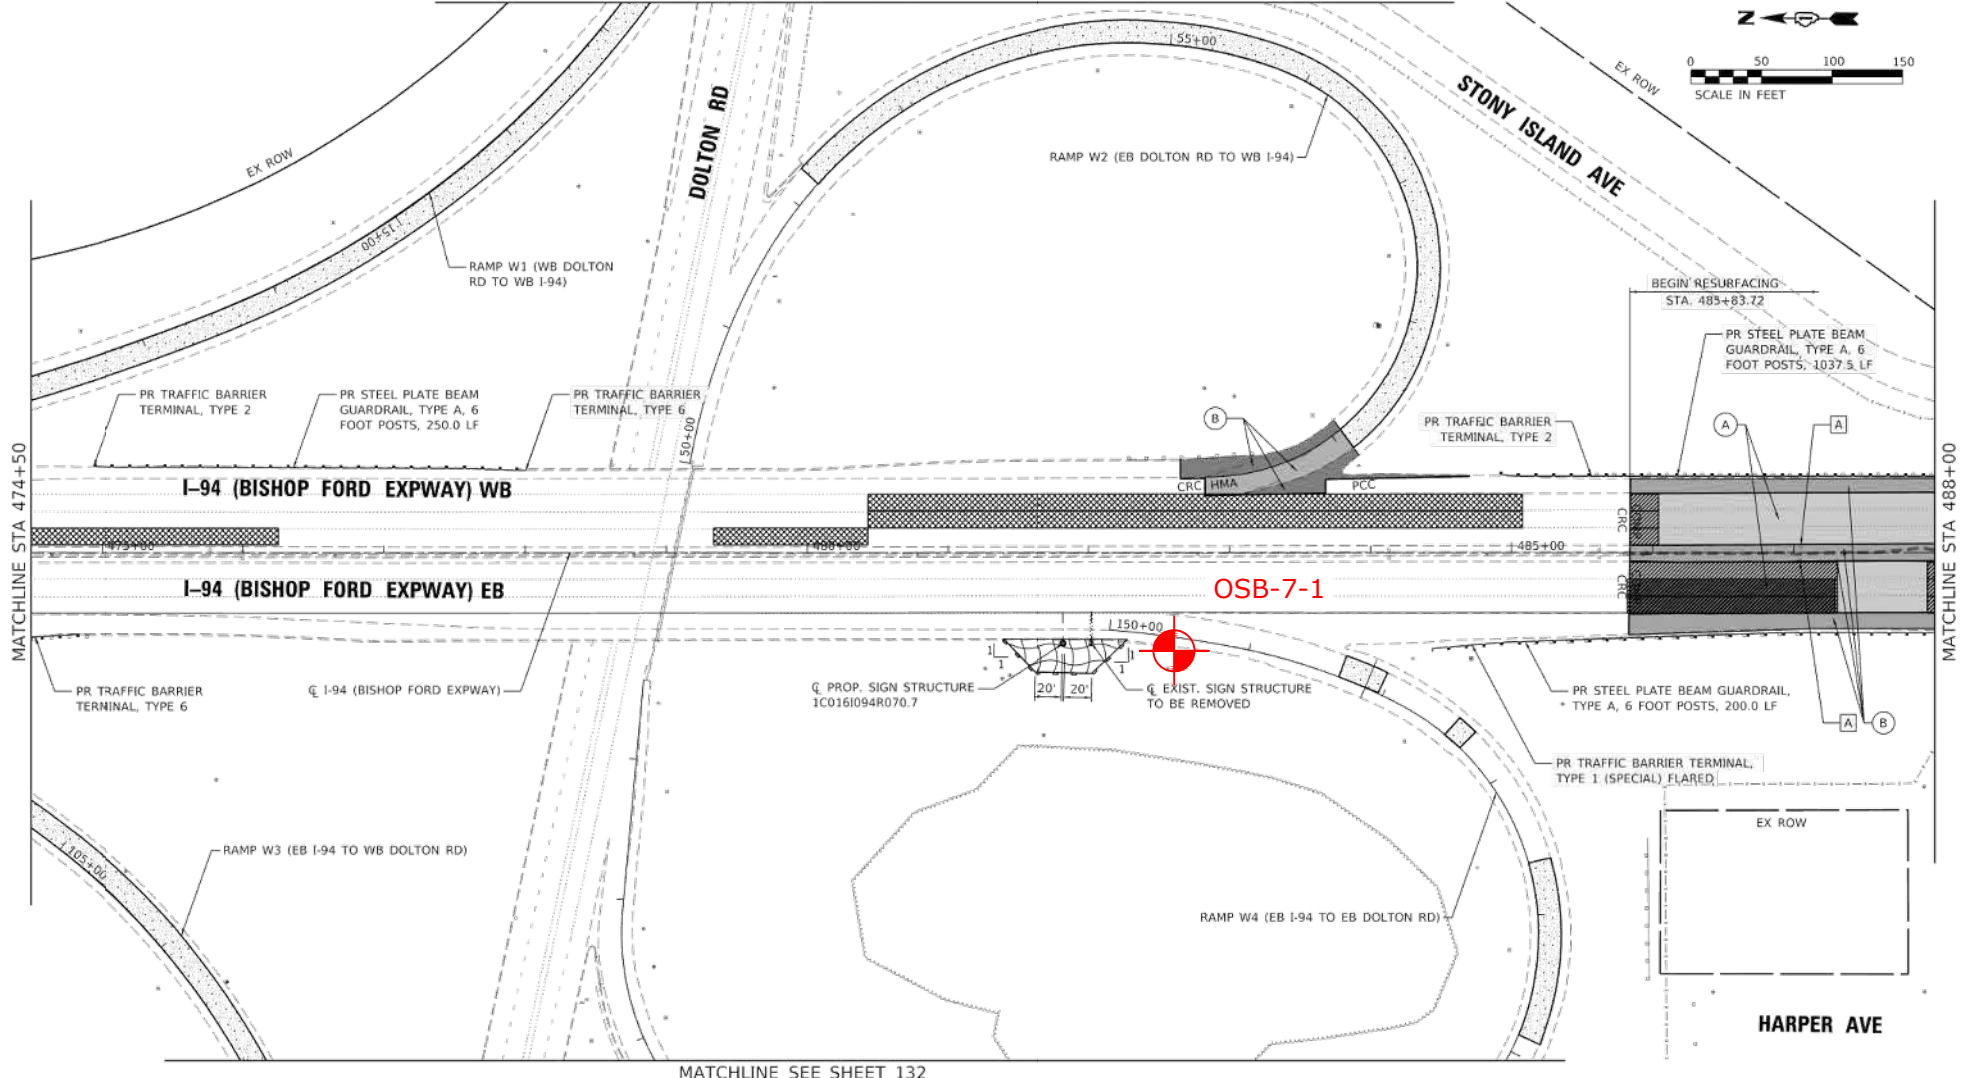 N
0 50 100 150
SCALE IN FEET
EX ROW
STONY ISLAND AVE
55+00
DOLTON RD
EX ROW
RAMP W2 (EB DOLTON RD TO WB I-94)
15+00
RAMP W1 (WB DOLTON
RD TO WB I-94)
BEGIN RESURFACING
STA. 485+83.72
PR STEEL PLATE BEAM
GUARDRAIL, TYPE A, 6
FOOT POSTS, 1037.5 LF
PR TRAFFIC BARRIER
TERMINAL, TYPE 2
PR STEEL PLATE BEAM
GUARDRAIL, TYPE A, 6
FOOT POSTS, 250.0 LF
PR TRAFFIC BARRIER
TERMINAL, TYPE 6
50+00
B
PR TRAFFIC BARRIER
TERMINAL, TYPE 2
A
A
MATCHLINE STA 474+50
MATCHLINE STA 488+00
I-94 (BISHOP FORD EXPWAY) WB
CRC
HMA
PCC
CRC
475+00
480+00
485+00
I-94 (BISHOP FORD EXPWAY) EB
OSB-7-1
CRC
150+00
1
1
1
1
20'
20'
PR TRAFFIC BARRIER
TERMINAL, TYPE 6
℄ I-94 (BISHOP FORD EXPWAY)
℄ PROP. SIGN STRUCTURE
1C016I094R070.7
℄ EXIST. SIGN STRUCTURE
TO BE REMOVED
PR STEEL PLATE BEAM GUARDRAIL,
TYPE A, 6 FOOT POSTS, 200.0 LF
A
B
PR TRAFFIC BARRIER TERMINAL,
TYPE 1 (SPECIAL) FLARED
EX ROW
105+00
RAMP W3 (EB I-94 TO WB DOLTON RD)
RAMP W4 (EB I-94 TO EB DOLTON RD)
HARPER AVE
MATCHLINE SEE SHEET 132